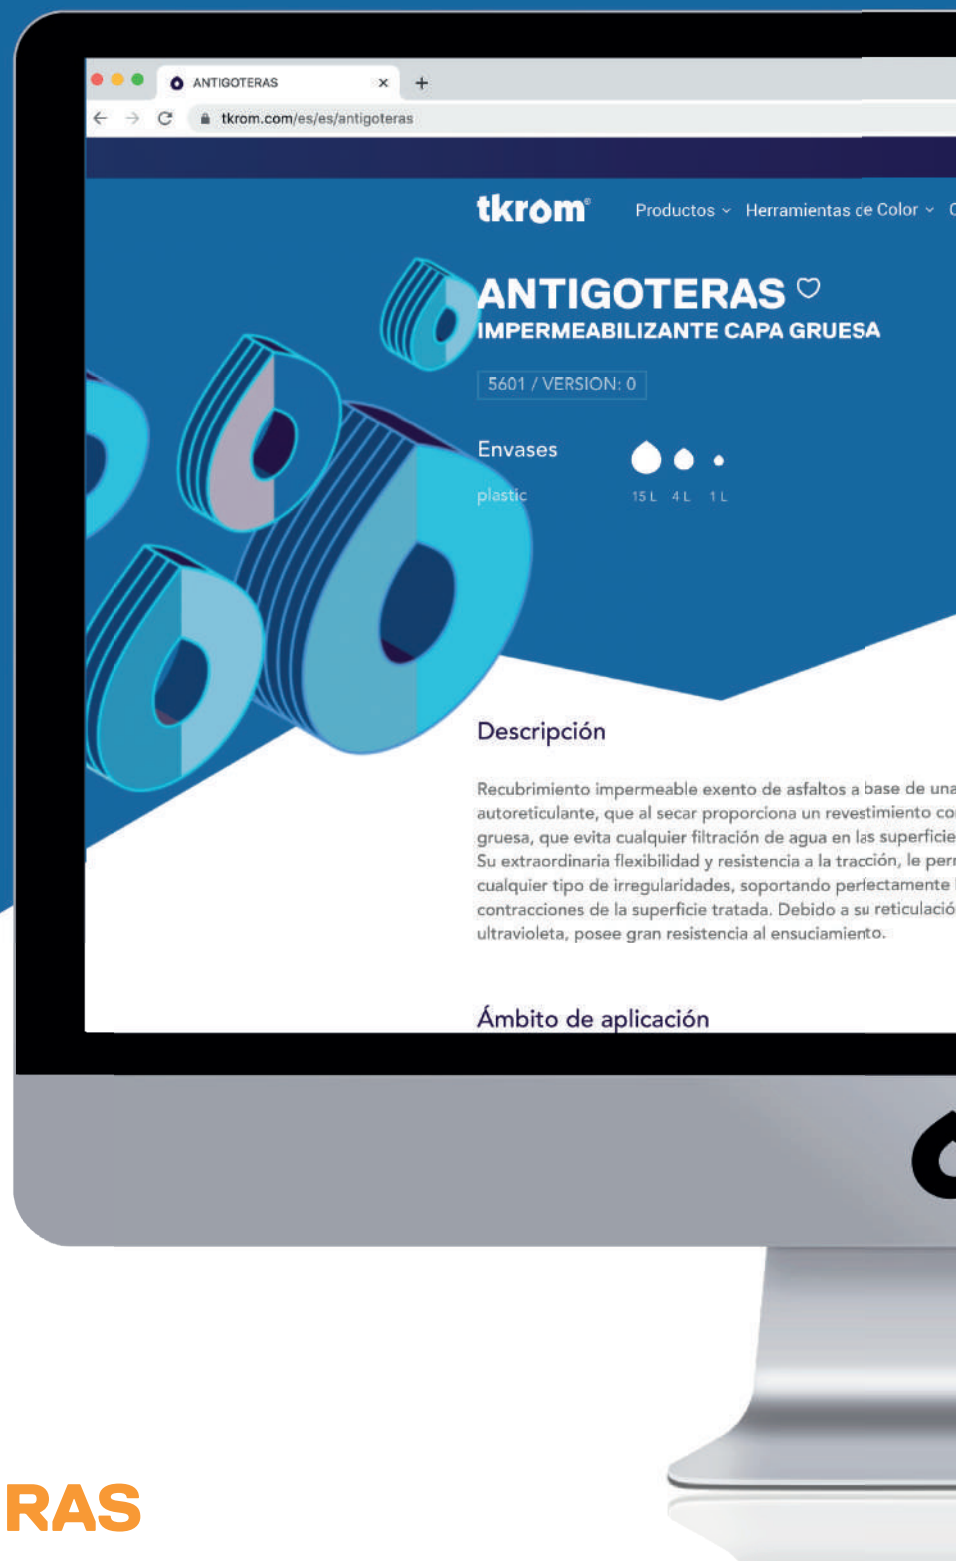 ANTIGOTERAS
tkrom.com/es/es/antigoteras
tkrom®
Productos Herramientas de Color
ANTIGOTERAS
IMPERMEABILIZANTE CAPA GRUESA
5601 / VERSION: 0
Envases
plastic 15 L 4 L 1 L
Descripción
Recubrimiento impermeable exento de asfaltos a base de una
autoreticulante, que al secar proporciona un revestimiento
gruesa, que evita cualquier filtración de agua en las
Su extraordinaria flexibilidad y resistencia a la tracción, le
cualquier tipo de irregularidades, soportando perfectamente
contracciones de la superficie tratada. Debido a su
ultravioleta, posee gran resistencia al ensuciamiento.
Ámbito de aplicación
RAS